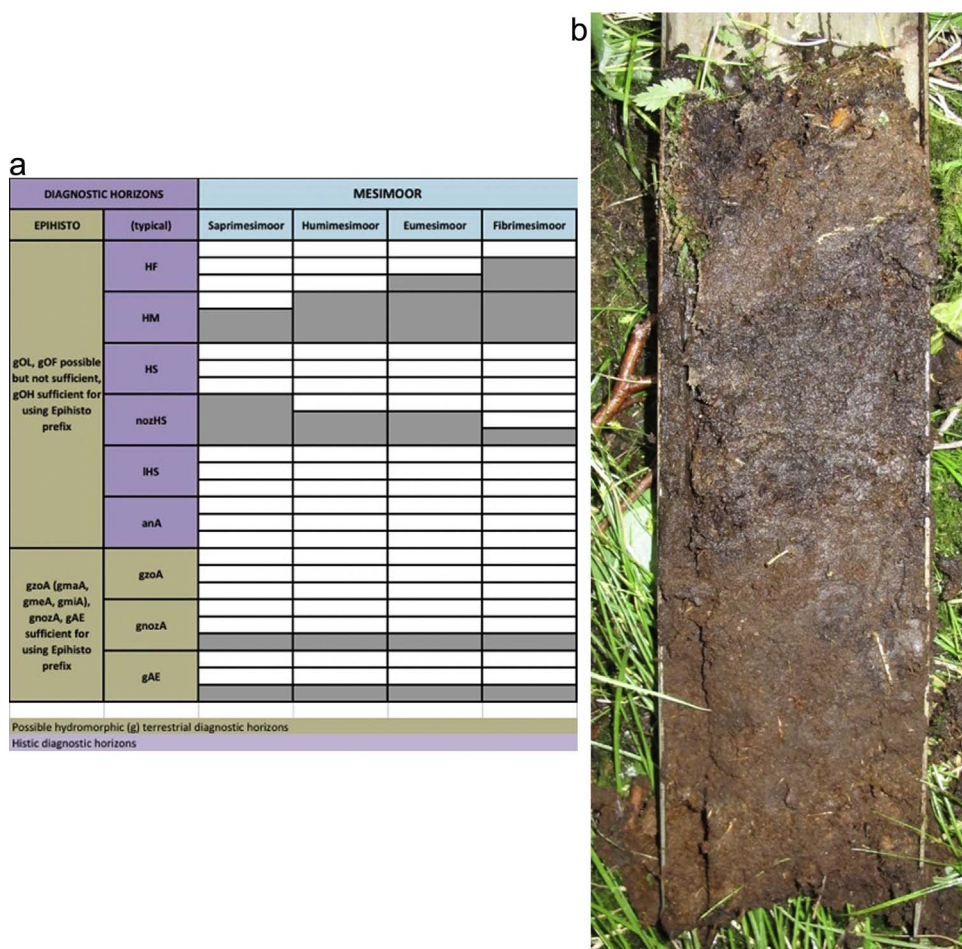 a
DIAGNOSTIC HORIZONS
MESIMOOR
EPIHISTO
(typical)
Saprimesimoor
Humimesimoor
Eumesimoor
Fibrimesimoor
gOL, gOF possible
but not sufficient,
gOH sufficient for
using Epihisto
prefix
HF
HM
HS
nozHS
lHS
anA
gzoA (gmaA,
gmeA, gmiA),
gnozA, gAE
sufficient for
using Epihisto
prefix
gzoA
gnozA
gAE
Possible hydromorphic (g) terrestrial diagnostic horizons
Histic diagnostic horizons
b